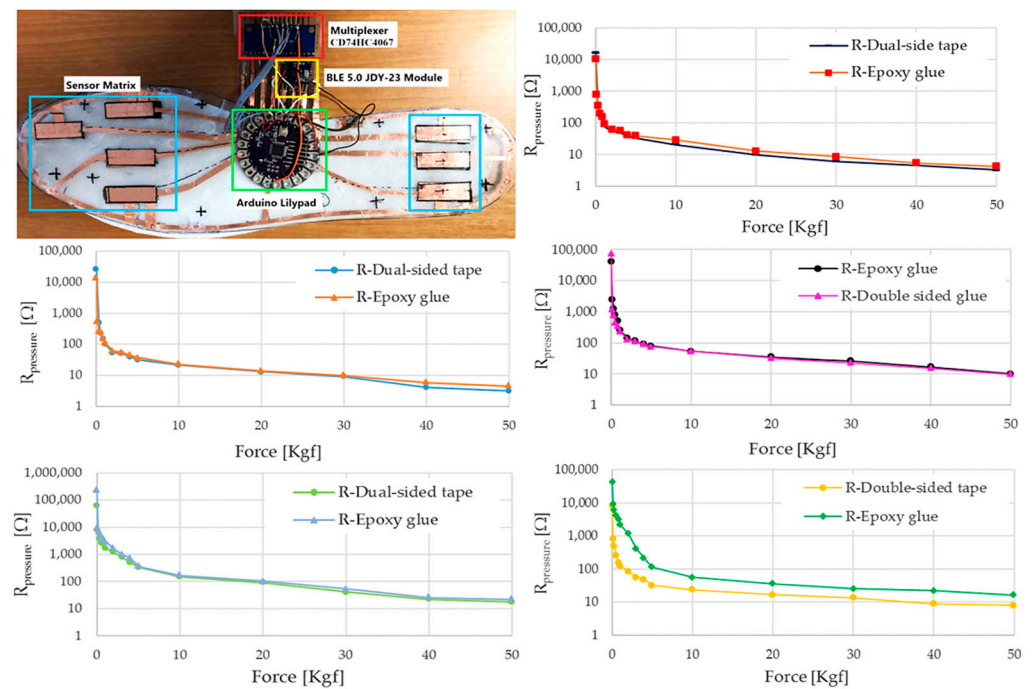 Multiplexer
CD74HC4067
BLE 5.0 JDY-23 Module
Sensor Matrix
Arduino Lilypad
100,000
10,000
1,000
100
10
1
Rpressure [Ω]
R-Dual-side tape
R-Epoxy glue
0 10 20 30 40 50
Force [Kgf]
100,000
10,000
1,000
100
10
1
Rpressure [Ω]
R-Dual-sided tape
R-Epoxy glue
0 10 20 30 40 50
Force [Kgf]
100,000
10,000
1,000
100
10
1
Rpressure [Ω]
R-Epoxy glue
R-Double sided glue
0 10 20 30 40 50
Force [Kgf]
1,000,000
100,000
10,000
1,000
100
10
1
Rpressure [Ω]
R-Dual-sided tape
R-Epoxy glue
0 10 20 30 40 50
Force [Kgf]
100,000
10,000
1,000
100
10
1
Rpressure [Ω]
R-Double-sided tape
R-Epoxy glue
0 10 20 30 40 50
Force [Kgf]